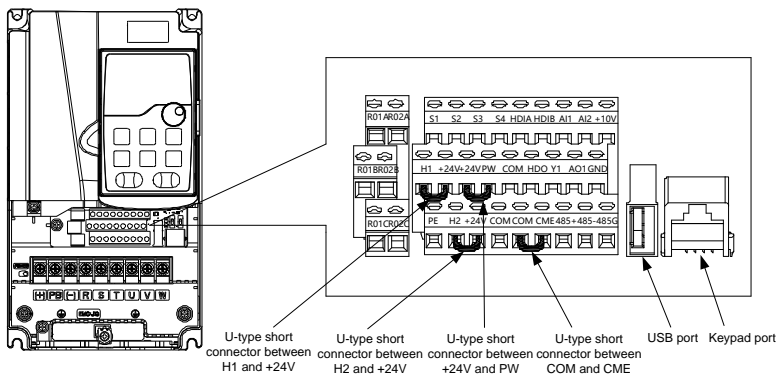 R01A R02A
S1 S2 S3 S4 HDIA HDIB AI1 AI2 +10V
R01B R02B
H1 +24V +24V PW COM HDO Y1 AO1 GND
R01C R02C
PE H2 +24V COM COM CME 485+ 485- 485G
(+) PB (-) R S T U V W
U-type short
connector between
H1 and +24V
U-type short
connector between
H2 and +24V
U-type short
connector between
+24V and PW
U-type short
connector between
COM and CME
USB port
Keypad port